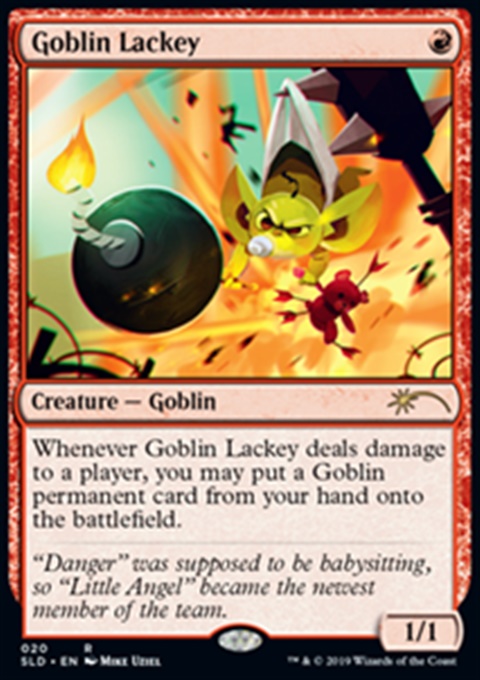 Goblin Lackey
Creature — Goblin
Whenever Goblin Lackey deals damage
to a player, you may put a Goblin
permanent card from your hand onto
the battlefield.
“Danger” was supposed to be babysitting,
so “Little Angel” became the newest
member of the team.
1/1
020 R
SLD • EN Mike Uziel
™ & © 2019 Wizards of the Coast